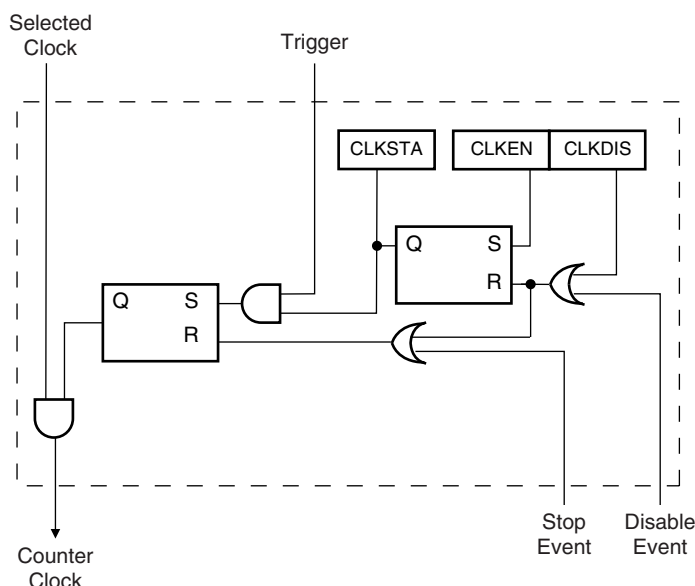 Selected
Clock
Trigger
CLKSTA
CLKEN
CLKDIS
Q
S
R
Q
S
R
Stop
Event
Disable
Event
Counter
Clock